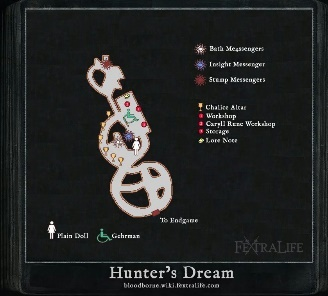 Bath Messengers
Insight Messenger
Stump Messengers
Chalice Altar
Workshop
Caryll Rune Workshop
Storage
Lore Note
To Endgame
Plain Doll
Gehrman
FEXTRALIFE
Hunter's Dream
bloodborne.wiki.fextralife.com